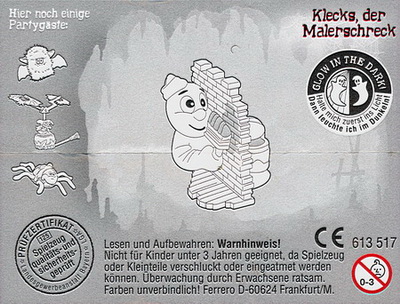 Hier noch einige
Partygäste:
Klecks, der
Malerschreck
GLOW IN THE DARK!
Halte mich zuerst ins Licht
Dann leuchte ich im Dunkeln!
PRÜFZERTIFIKAT
LGA
Spielzeug
qualitäts- und
sicherheits-
geprüft.
Landesgewerbeanstalt Bayern
Lesen und Aufbewahren: Warnhinweis!
Nicht für Kinder unter 3 Jahren geeignet, da Spielzeug
oder Kleinteile verschluckt oder eingeatmet werden
können. Überwachung durch Erwachsene ratsam.
Farben unverbindlich! Ferrero D-60624 Frankfurt/M.
CE 613 517
0-3